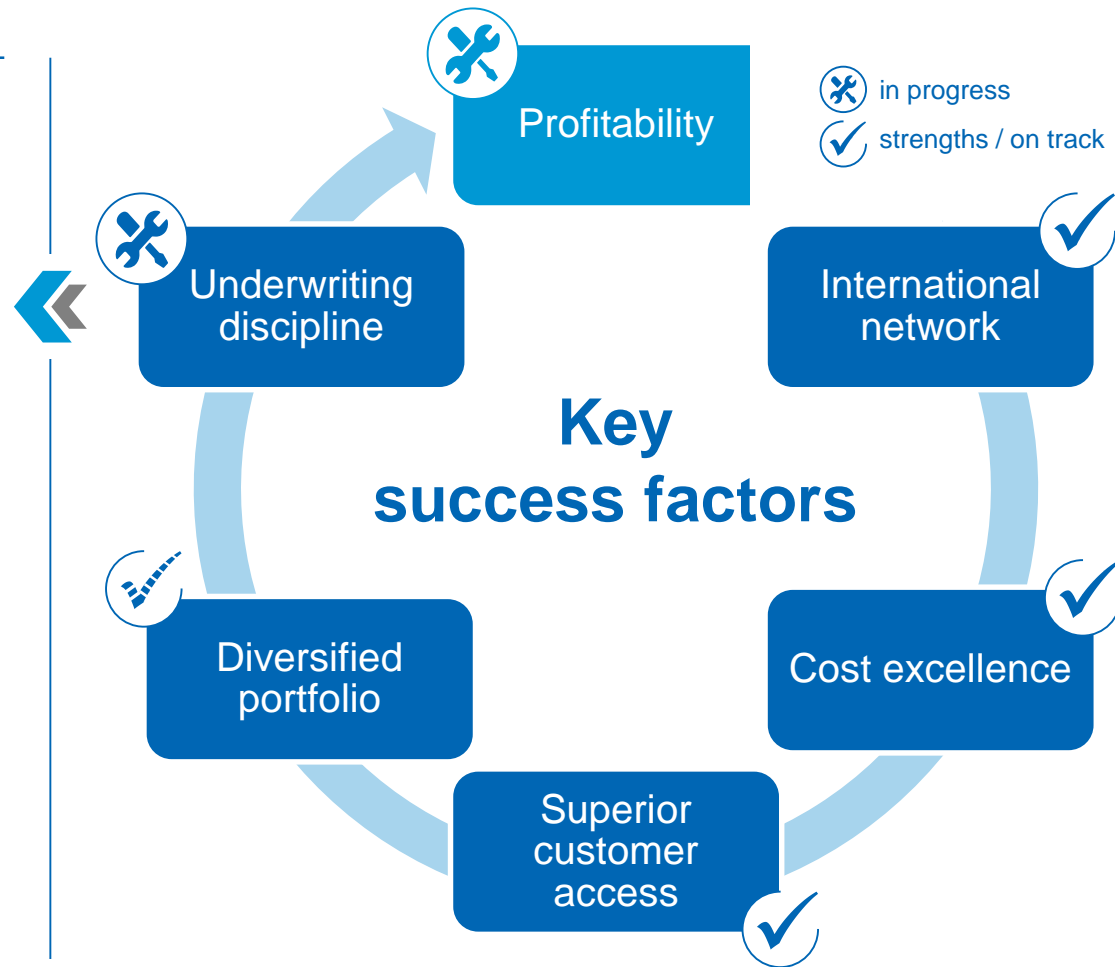 Profitability
in progress
strengths / on track
Underwriting
discipline
International
network
Key
success factors
Diversified
portfolio
Cost excellence
Superior
customer
access